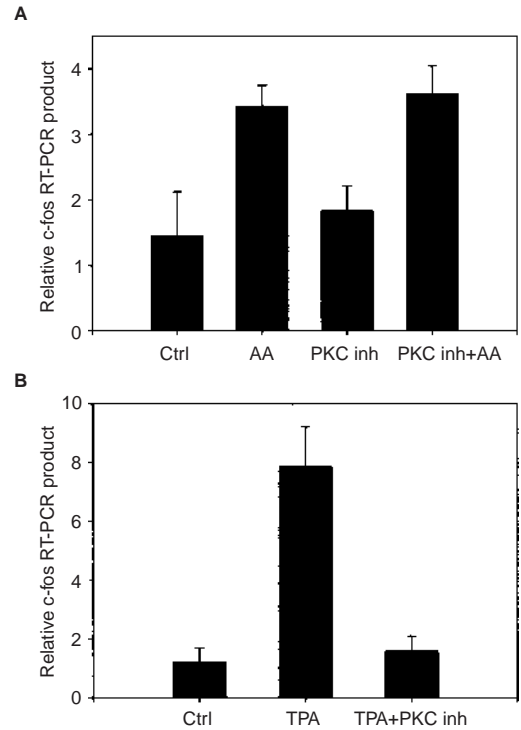 A
Relative c-fos RT-PCR product
4
3
2
1
0
Ctrl AA PKC inh PKC inh+AA
B
Relative c-fos RT-PCR product
10
8
6
4
2
0
Ctrl TPA TPA+PKC inh